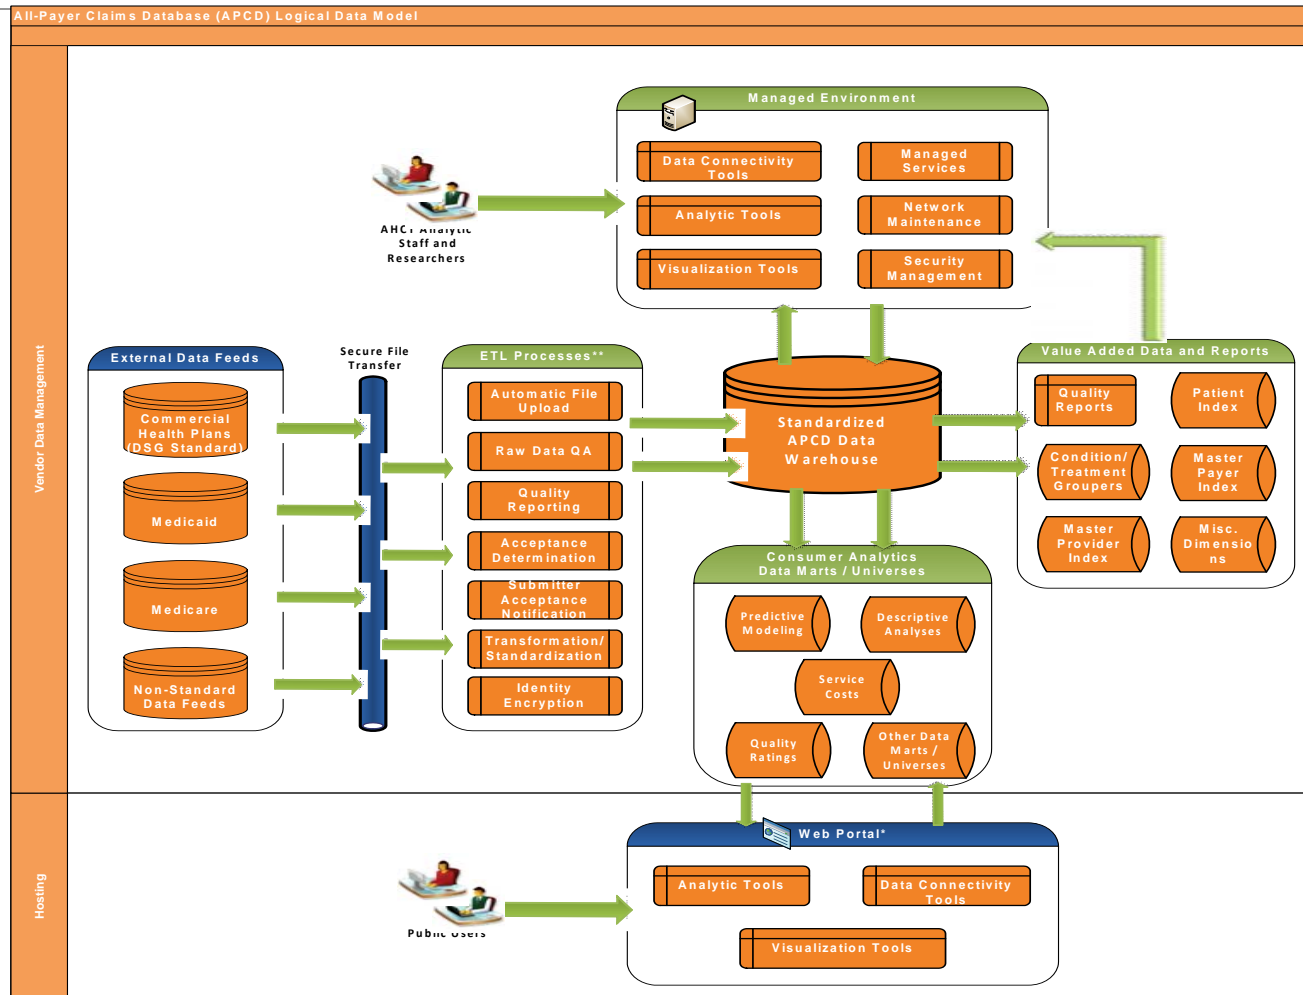 All-Payer Claims Database (APCD) Logical Data Model
Vendor Data Management
Managed Environment
Data Connectivity
Tools
Managed
Services
Analytic Tools
Network
Maintenance
Visualization Tools
Security
Management
AHCT Analytic
Staff and
Researchers
External Data Feeds
Commercial
Health Plans
(DSG Standard)
Medicaid
Medicare
Non-Standard
Data Feeds
Secure File
Transfer
ETL Processes**
Automatic File
Upload
Raw Data QA
Quality
Reporting
Acceptance
Determination
Submitter
Acceptance
Notification
Transformation/
Standardization
Identity
Encryption
Standardized
APCD Data
Warehouse
Value Added Data and Reports
Quality
Reports
Patient
Index
Condition/
Treatment
Groupers
Master
Payer
Index
Master
Provider
Index
Misc.
Dimensio
ns
Consumer Analytics
Data Marts / Universes
Predictive
Modeling
Descriptive
Analyses
Service
Costs
Quality
Ratings
Other Data
Marts /
Universes
Hosting
Web Portal*
Analytic Tools
Data Connectivity
Tools
Visualization Tools
Public Users